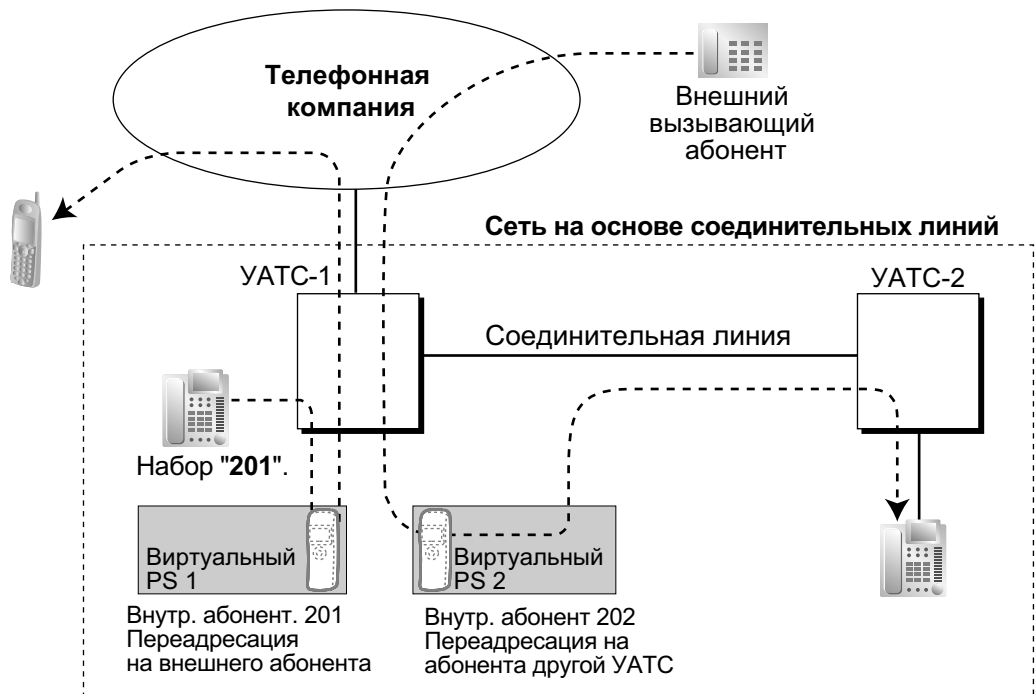 Телефонная
компания
Внешний
вызывающий
абонент
Сеть на основе соединительных линий
УАТС-1
УАТС-2
Соединительная линия
Набор "201".
Виртуальный
PS 1
Виртуальный
PS 2
Внутр. абонент. 201
Переадресация
на внешнего абонента
Внутр. абонент 202
Переадресация на
абонента другой УАТС